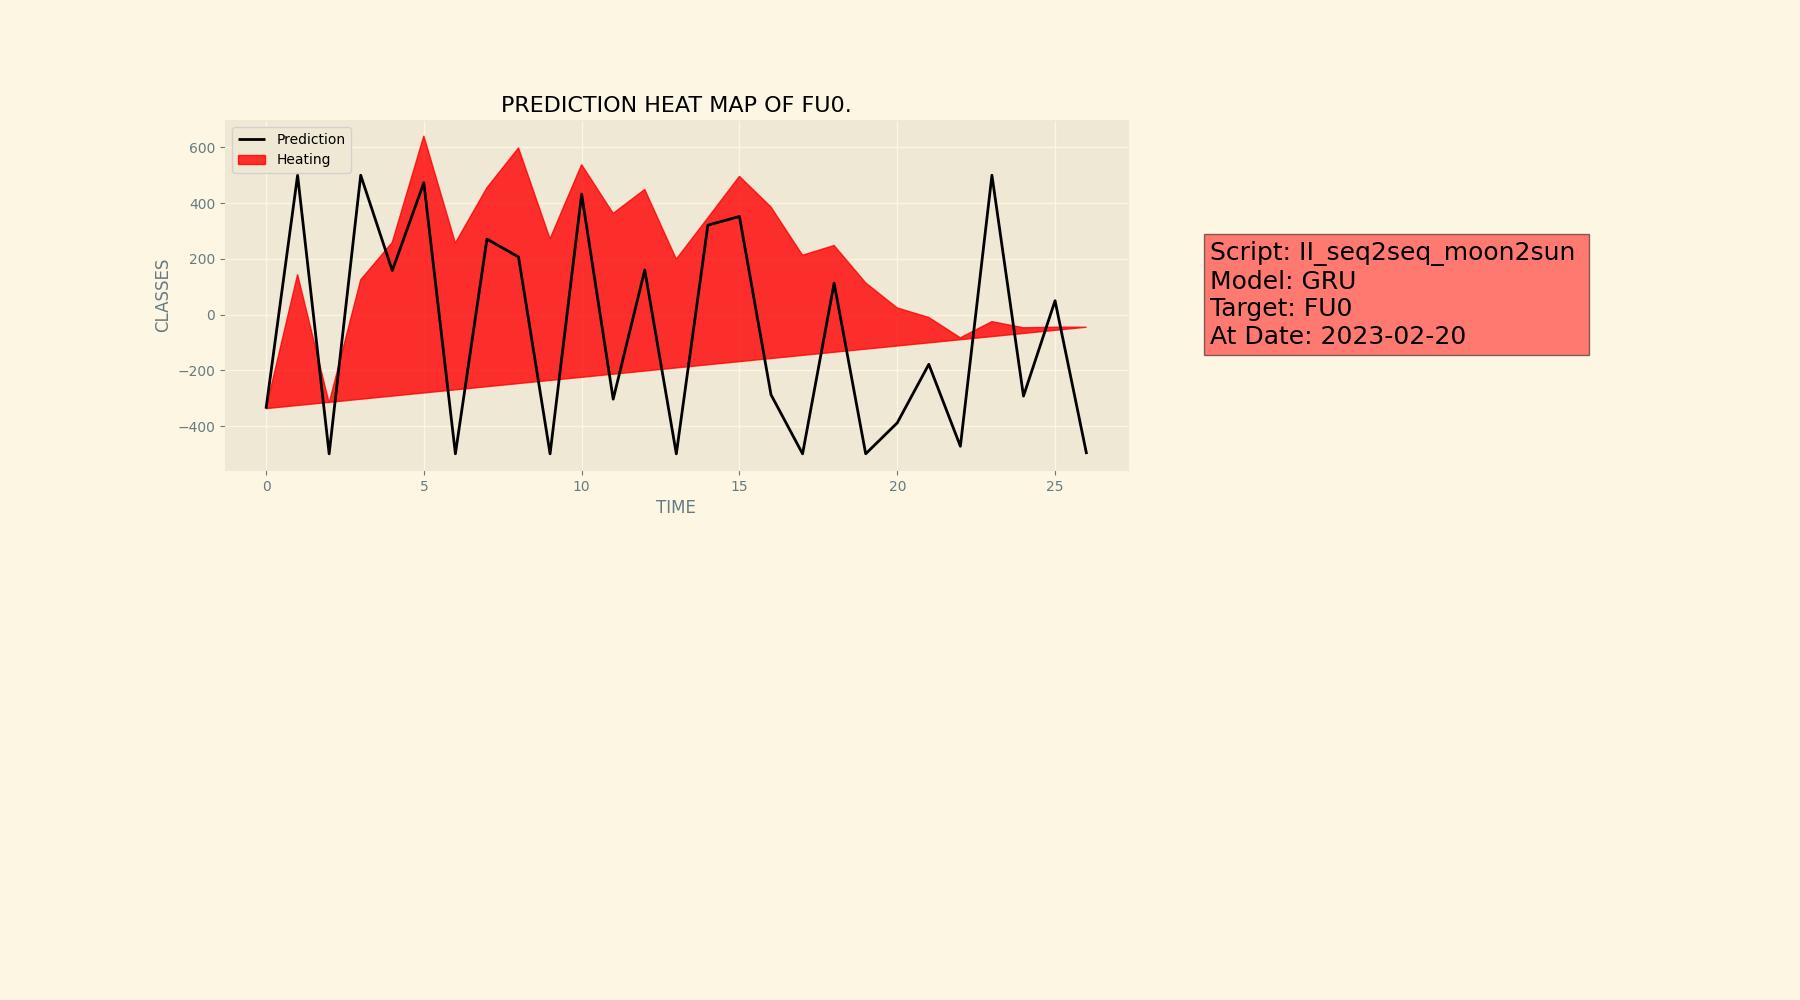 PREDICTION HEAT MAP OF FU0.
Prediction
Heating
600
400
200
0
−200
−400
CLASSES
0 5 10 15 20 25
TIME
Script: II_seq2seq_moon2sun
Model: GRU
Target: FU0
At Date: 2023-02-20